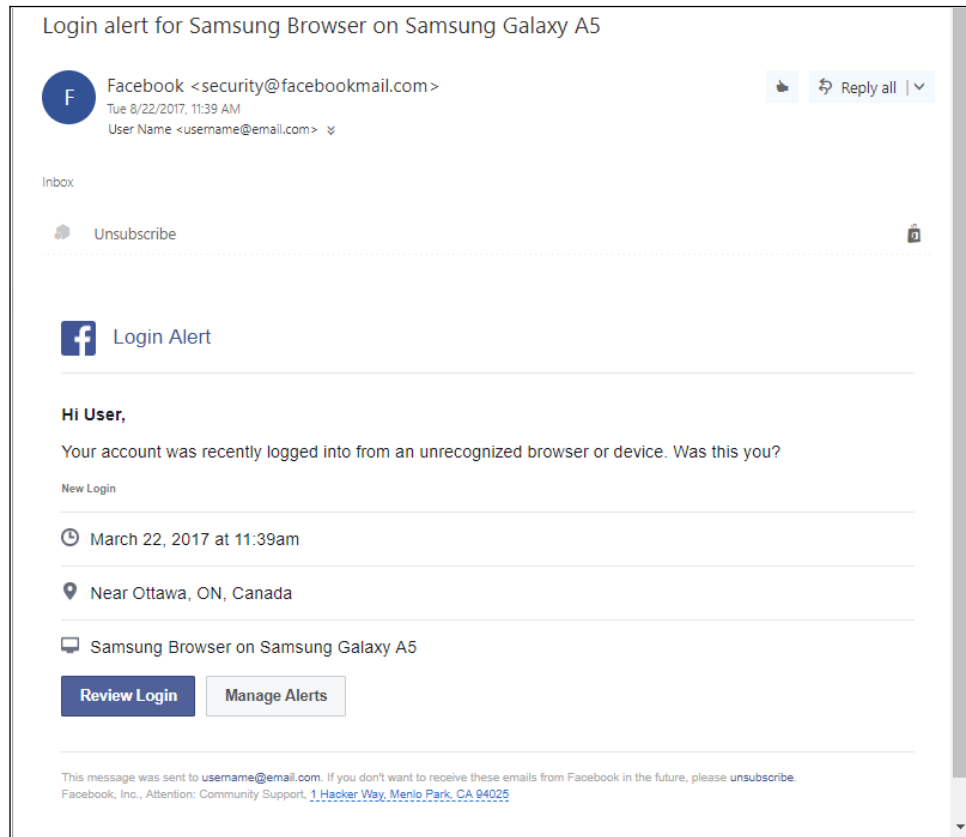 Login alert for Samsung Browser on Samsung Galaxy A5
F
Facebook <security@facebookmail.com>
Reply all
Tue 8/22/2017, 11:39 AM
User Name <username@email.com>
Inbox
Unsubscribe
f Login Alert
Hi User,
Your account was recently logged into from an unrecognized browser or device. Was this you?
New Login
March 22, 2017 at 11:39am
Near Ottawa, ON, Canada
Samsung Browser on Samsung Galaxy A5
Review Login Manage Alerts
This message was sent to username@email.com. If you don't want to receive these emails from Facebook in the future, please unsubscribe.
Facebook, Inc., Attention: Community Support, 1 Hacker Way, Menlo Park, CA 94025